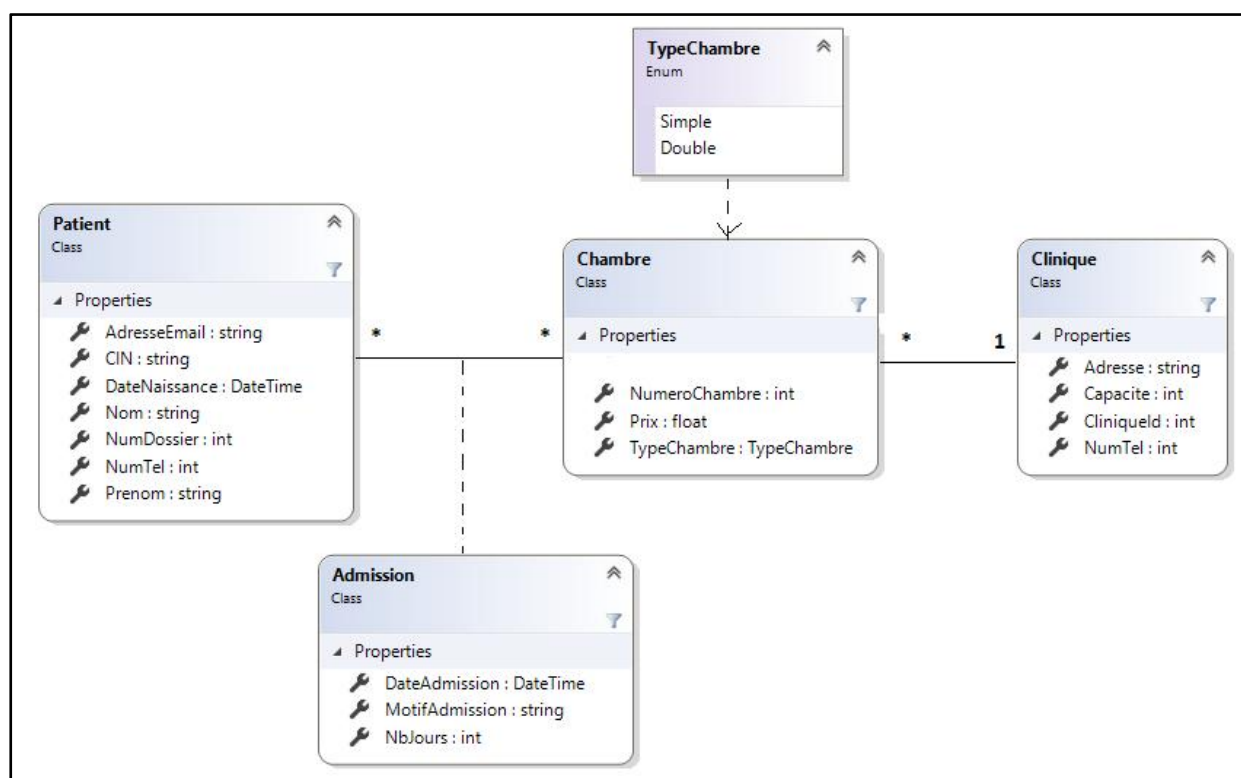 TypeChambre
Enum
Simple
Double
Patient
Class
Properties
AdresseEmail : string
CIN : string
DateNaissance : DateTime
Nom : string
NumDossier : int
NumTel : int
Prenom : string
*
*
Chambre
Class
Properties
NumeroChambre : int
Prix : float
TypeChambre : TypeChambre
*
1
Clinique
Class
Properties
Adresse : string
Capacite : int
CliniqueId : int
NumTel : int
Admission
Class
Properties
DateAdmission : DateTime
MotifAdmission : string
NbJours : int